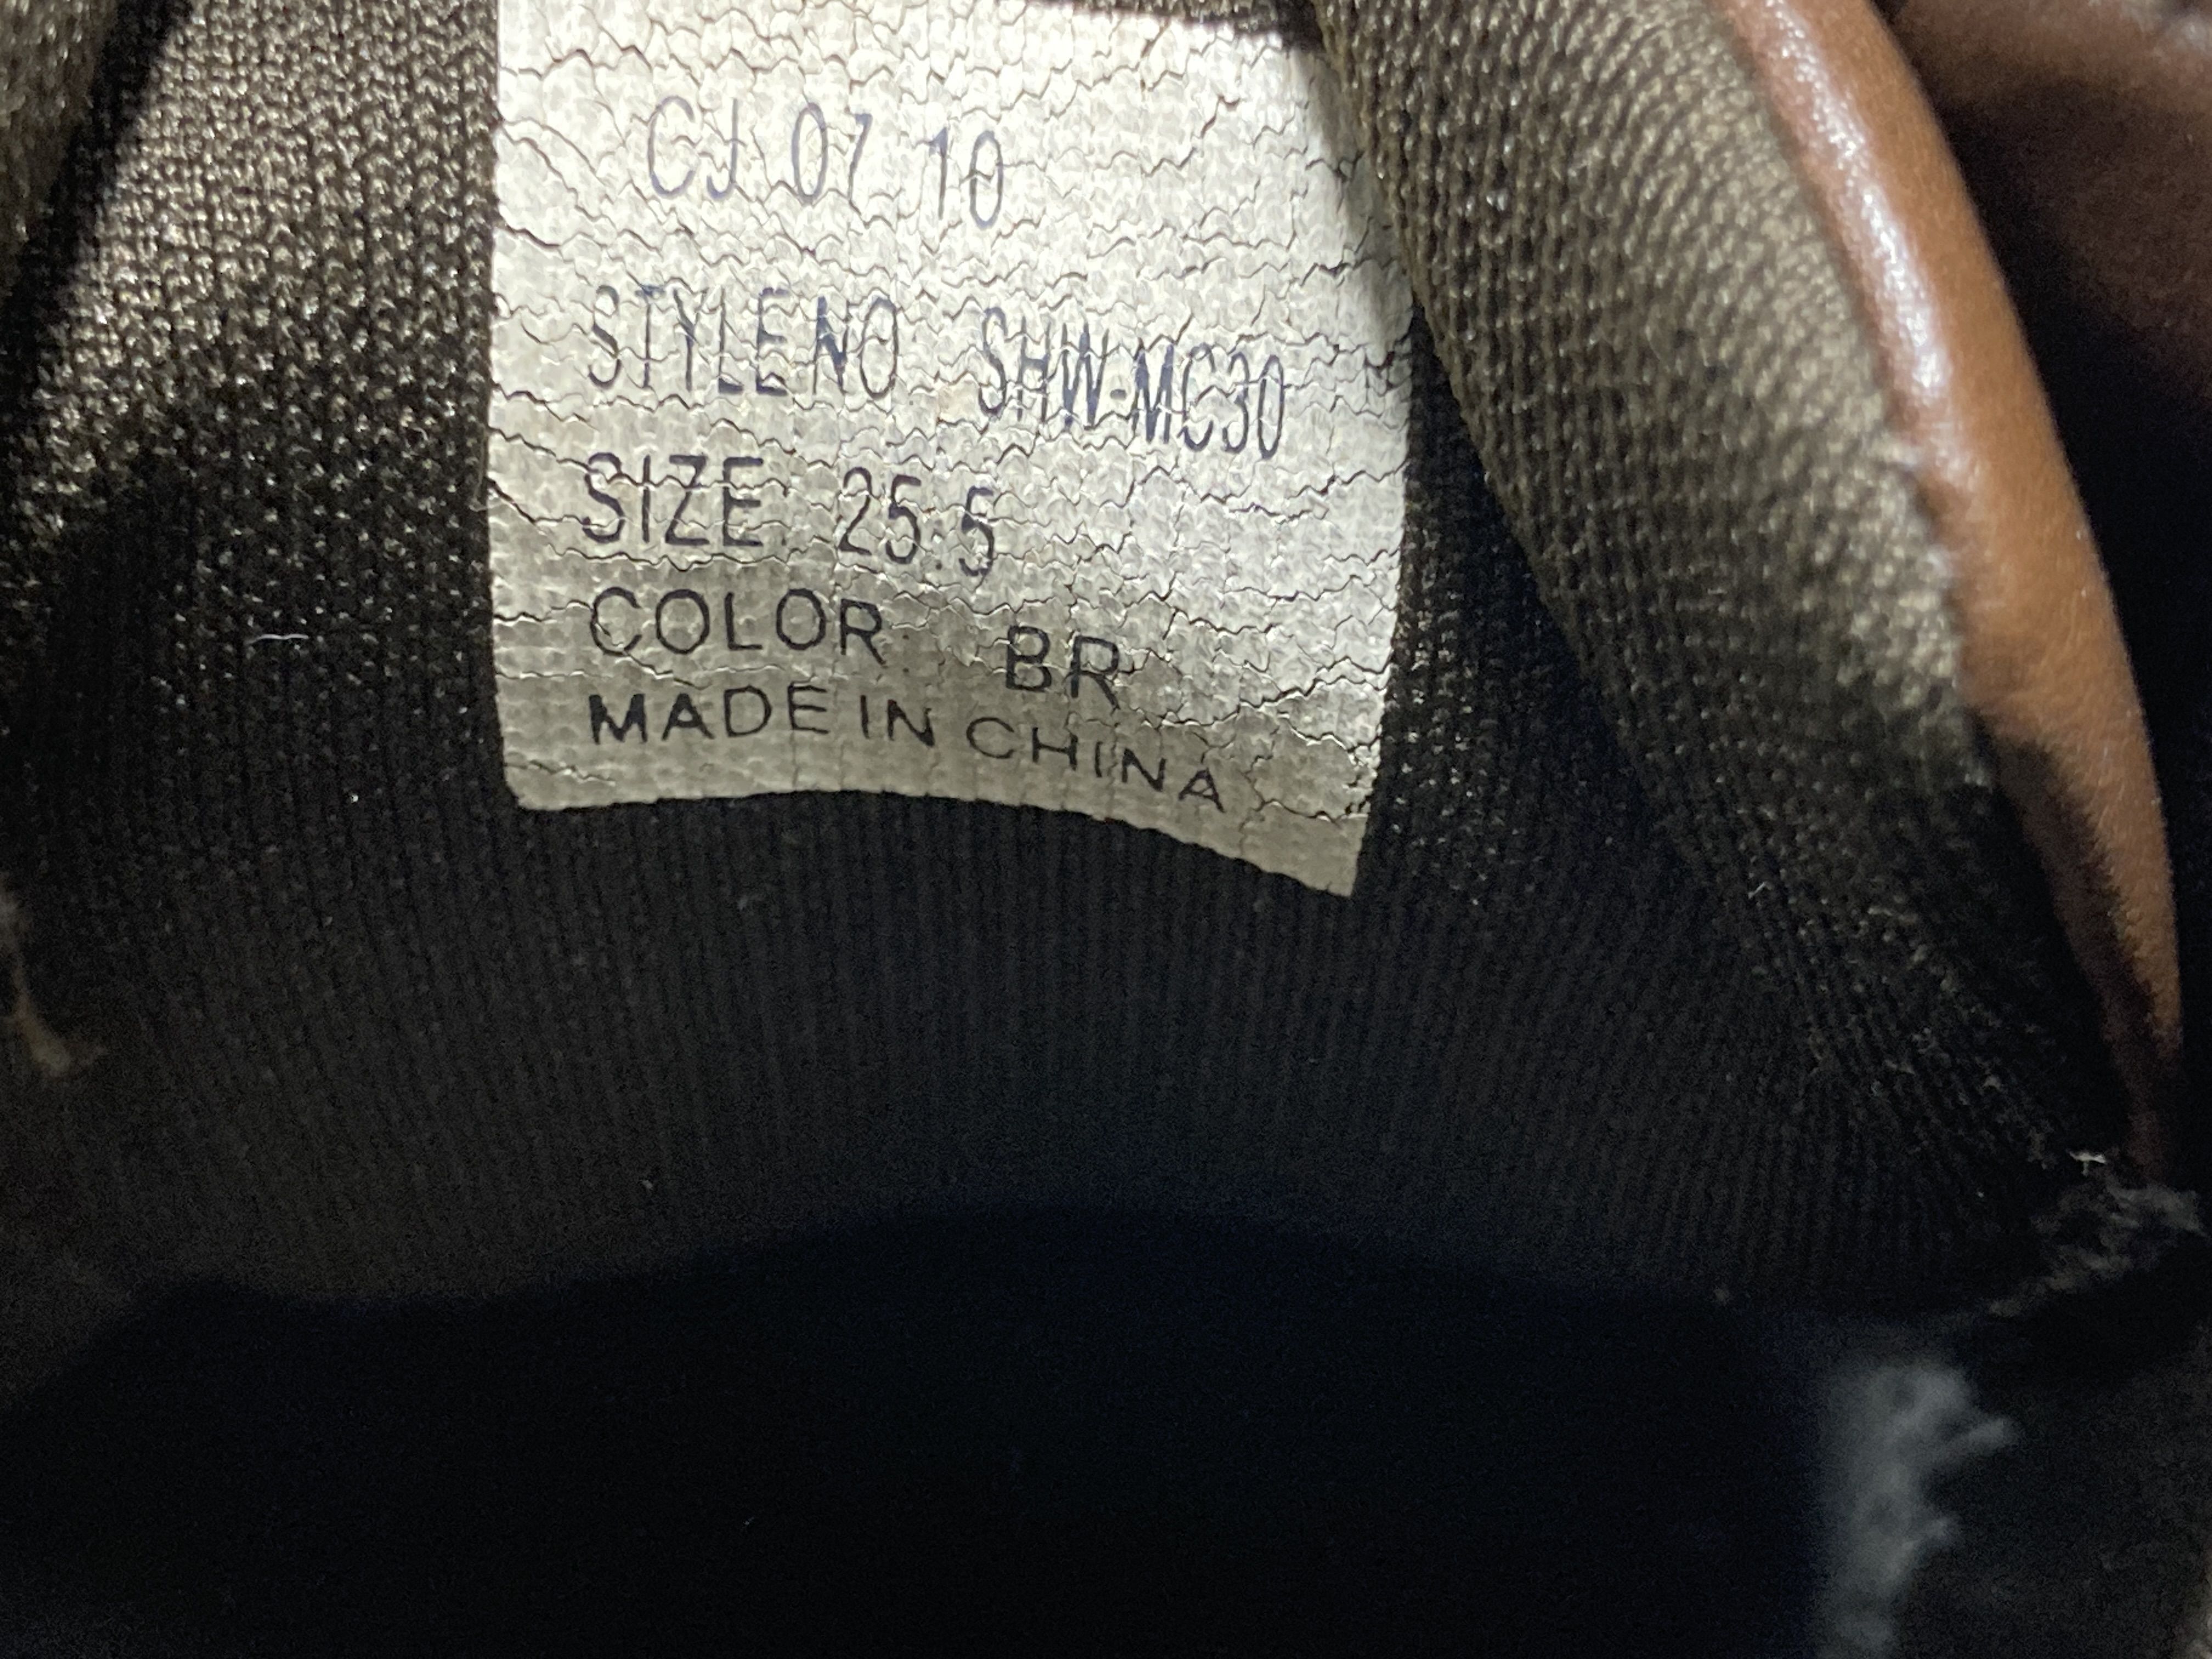 CJ 07 10
STYLE NO SHW-MC30
SIZE 25.5
COLOR BR
MADE IN CHINA